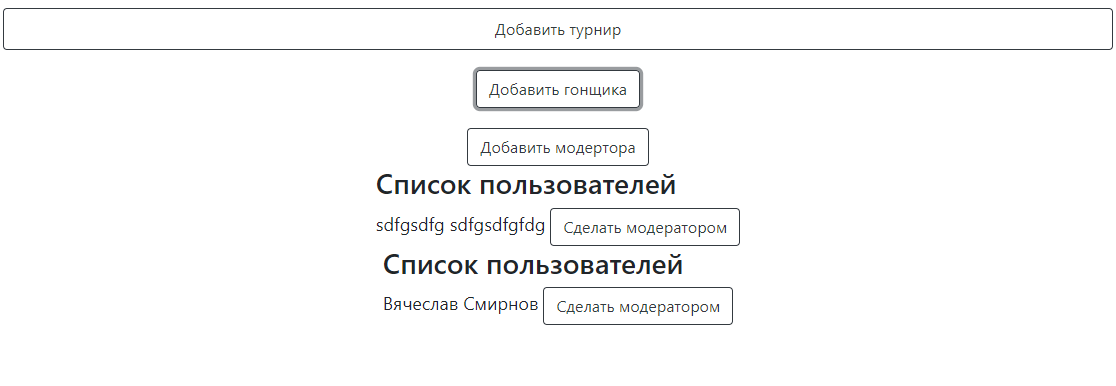 Добавить турнир
Добавить гонщика
Добавить модертора
Список пользователей
sdfgsdfg sdfgsdfgfdg Сделать модератором
Список пользователей
Вячеслав Смирнов Сделать модератором